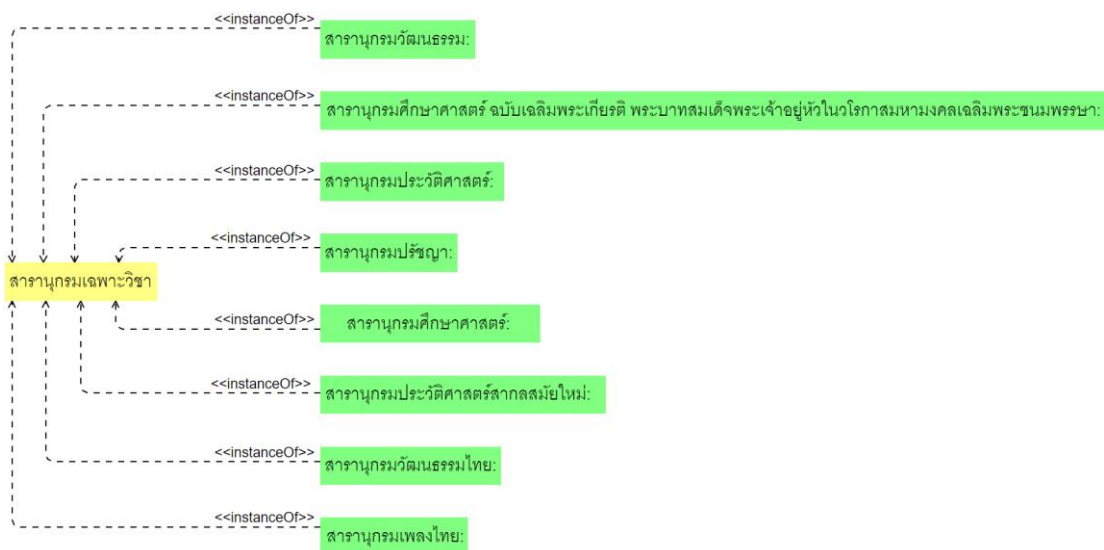 <<instanceOf>>
สารานุกรมวัฒนธรรม:
<<instanceOf>>
สารานุกรมศึกษาศาสตร์ ฉบับเฉลิมพระเกียรติ พระบาทสมเด็จพระเจ้าอยู่หัวในวโรกาสมหามงคลเฉลิมพระชนมพรรษา:
<<instanceOf>>
สารานุกรมประวัติศาสตร์:
<<instanceOf>>
สารานุกรมปรัชญา:
สารานุกรมเฉพาะวิชา
<<instanceOf>>
สารานุกรมศึกษาศาสตร์:
<<instanceOf>>
สารานุกรมประวัติศาสตร์สากลสมัยใหม่:
<<instanceOf>>
สารานุกรมวัฒนธรรมไทย:
<<instanceOf>>
สารานุกรมเพลงไทย: